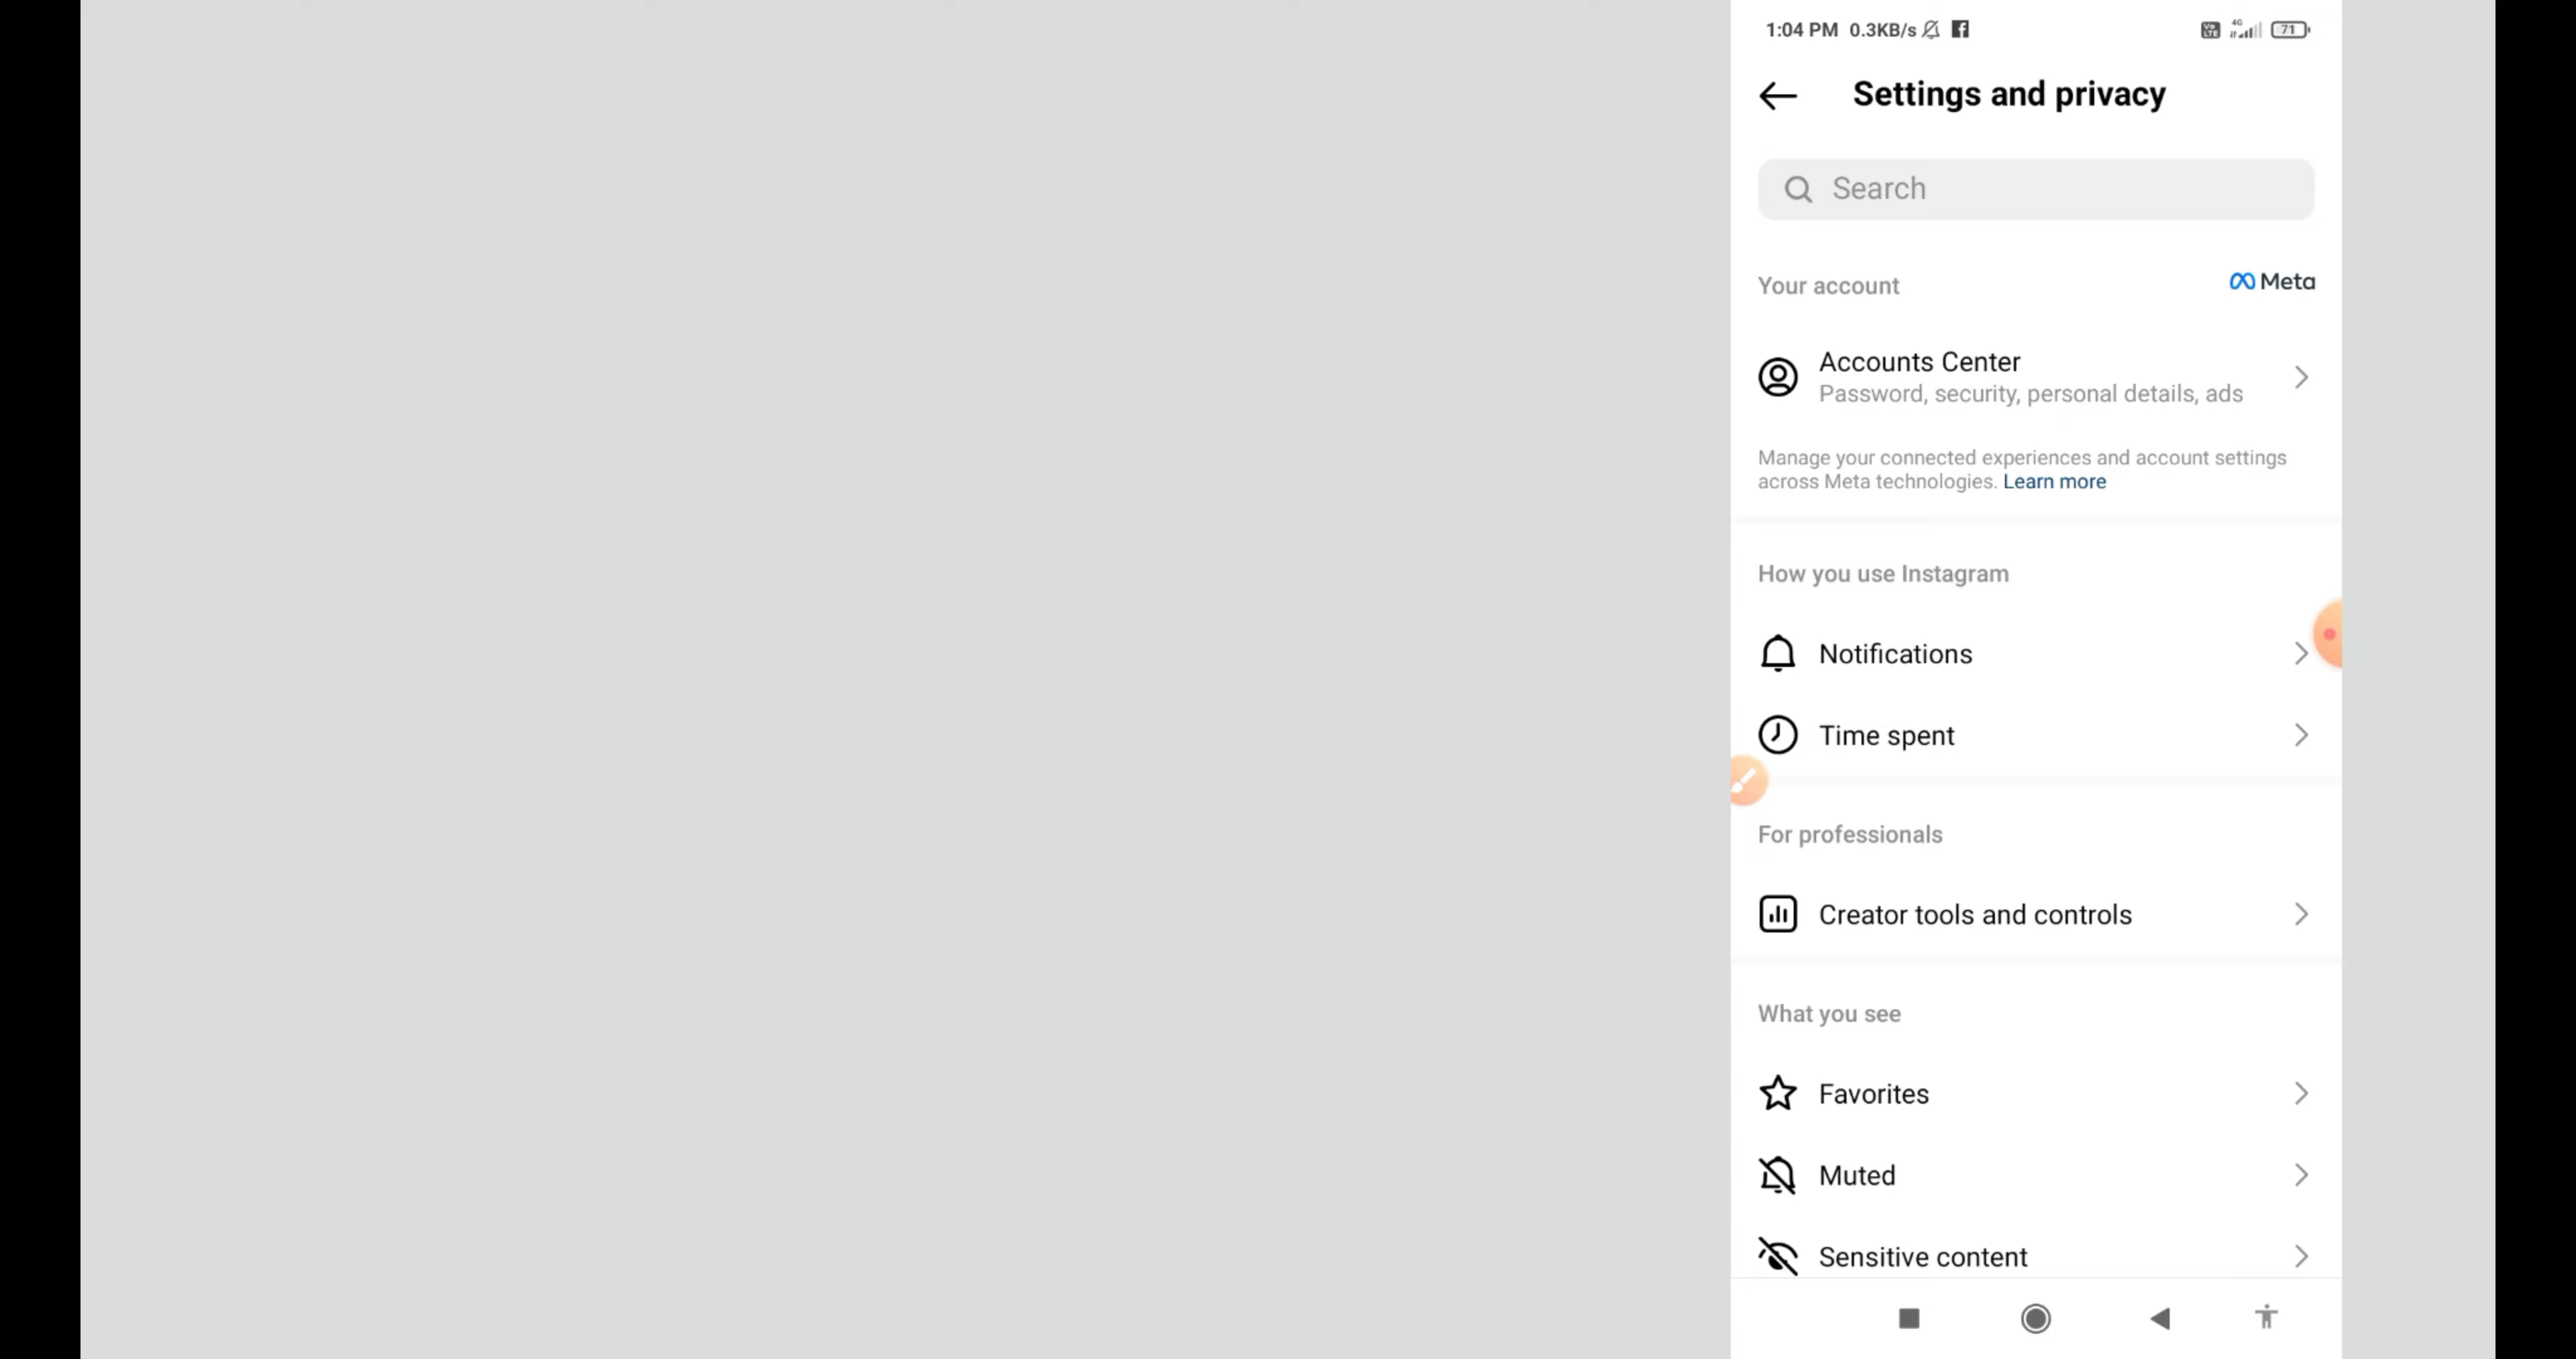 1:04 PM 0.3KB/s
4G
71
Settings and privacy
Search
Your account
Meta
Accounts Center
Password, security, personal details, ads
Manage your connected experiences and account settings
across Meta technologies. Learn more
How you use Instagram
Notifications
Time spent
For professionals
Creator tools and controls
What you see
Favorites
Muted
Sensitive content